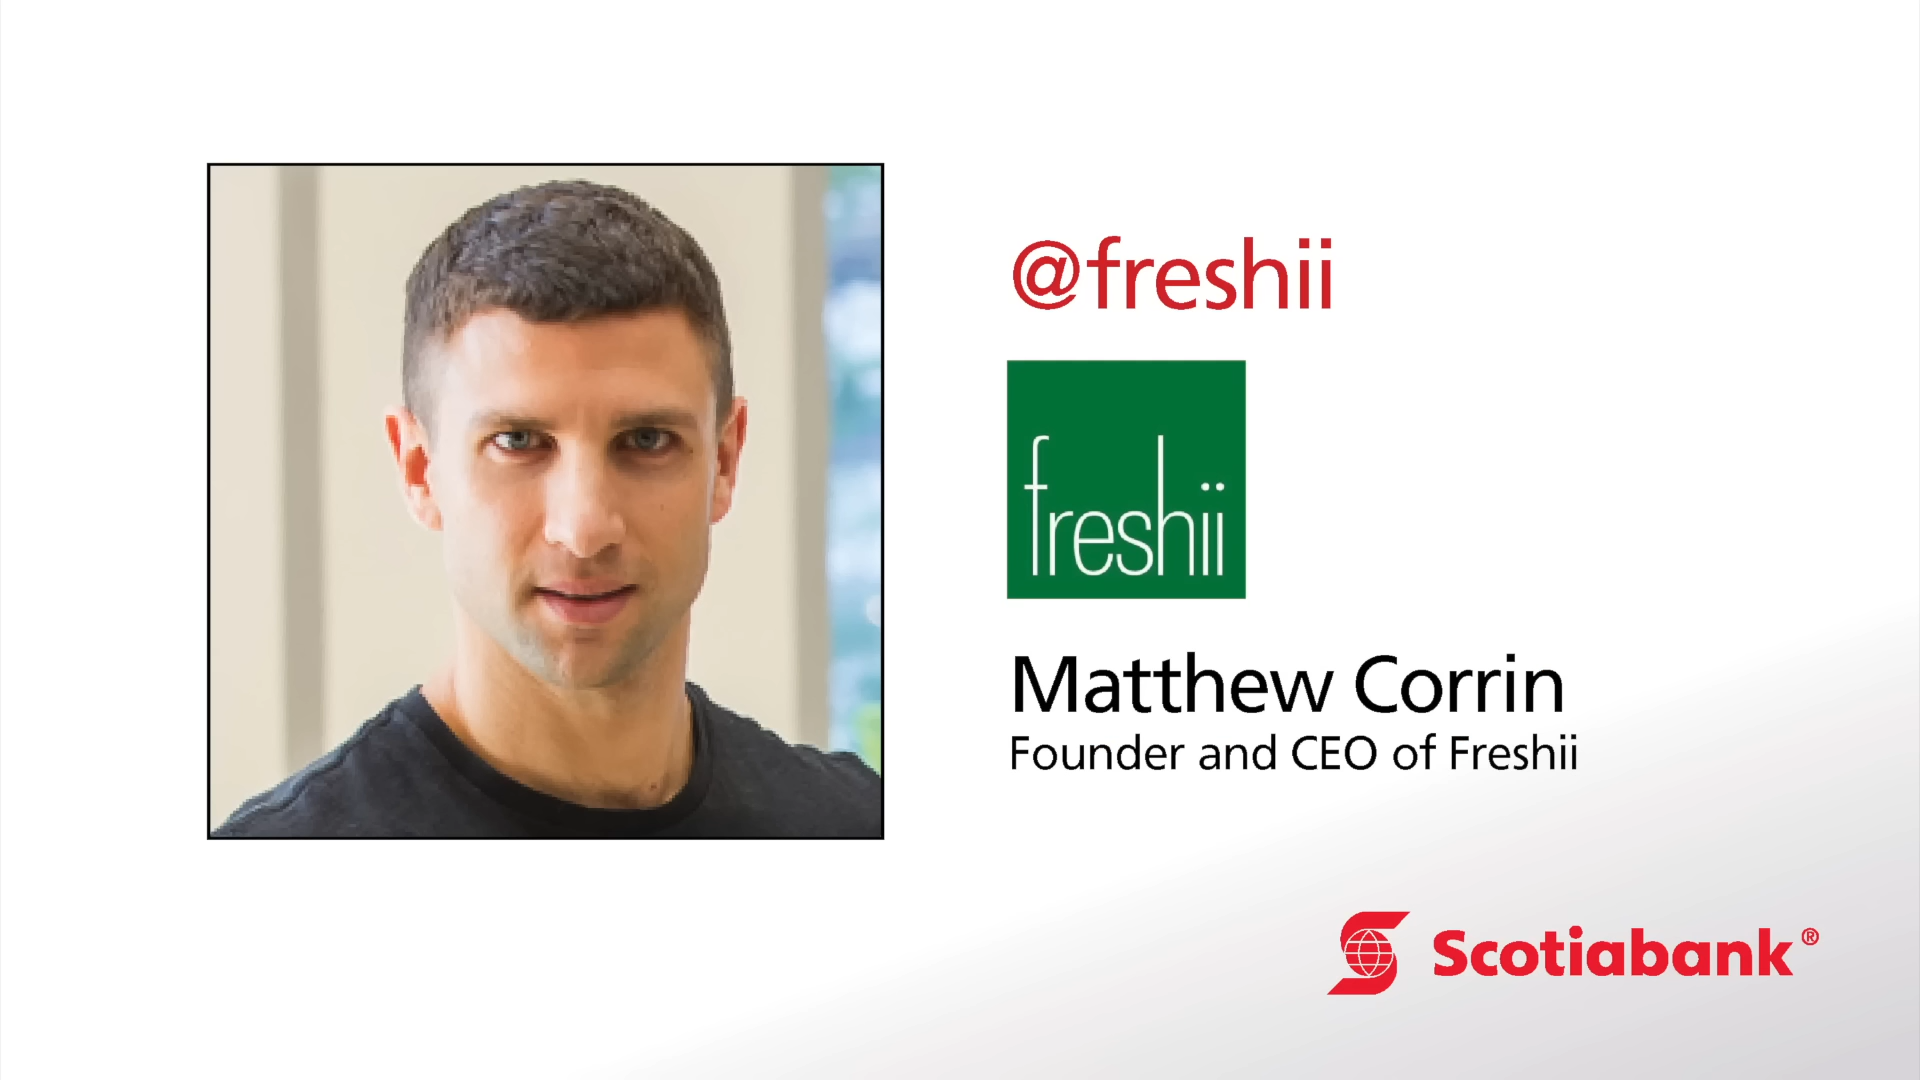 @freshii
freshii
Matthew Corrin
Founder and CEO of Freshii
Scotiabank®